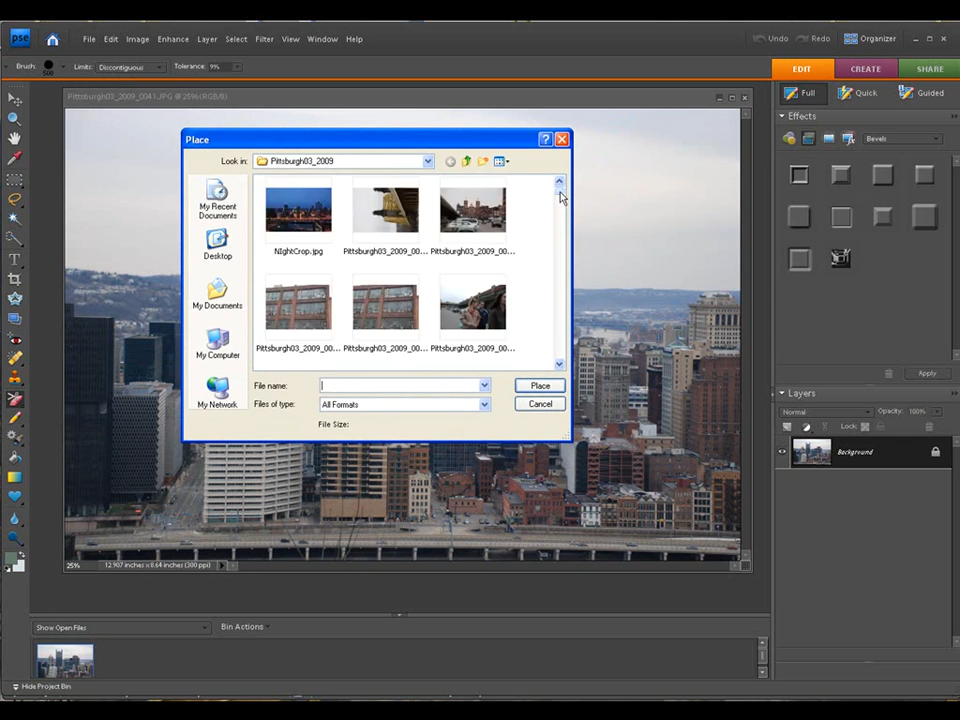 pse File Edit Image Enhance Layer Select Filter View Window Help Undo Redo Organizer
Brush: 500 Limits: Discontiguous Tolerance: 9% EDIT CREATE SHARE
Pittsburgh03_2009_0041.JPG @ 25%(RGB/8)
Full Quick Guided
Effects
Bevels
Apply
Place
Look in: Pittsburgh03_2009
My Recent
Documents
Desktop
My Documents
My Computer
My Network
NIghtCrop.jpg Pittsburgh03_2009_00... Pittsburgh03_2009_00...
Pittsburgh03_2009_00... Pittsburgh03_2009_00... Pittsburgh03_2009_00...
File name: Place
Files of type: All Formats Cancel
File Size:
Layers
Normal Opacity: 100%
Lock:
Background
25% 12.907 inches x 8.64 inches (300 ppi)
Show Open Files Bin Actions
Hide Project Bin